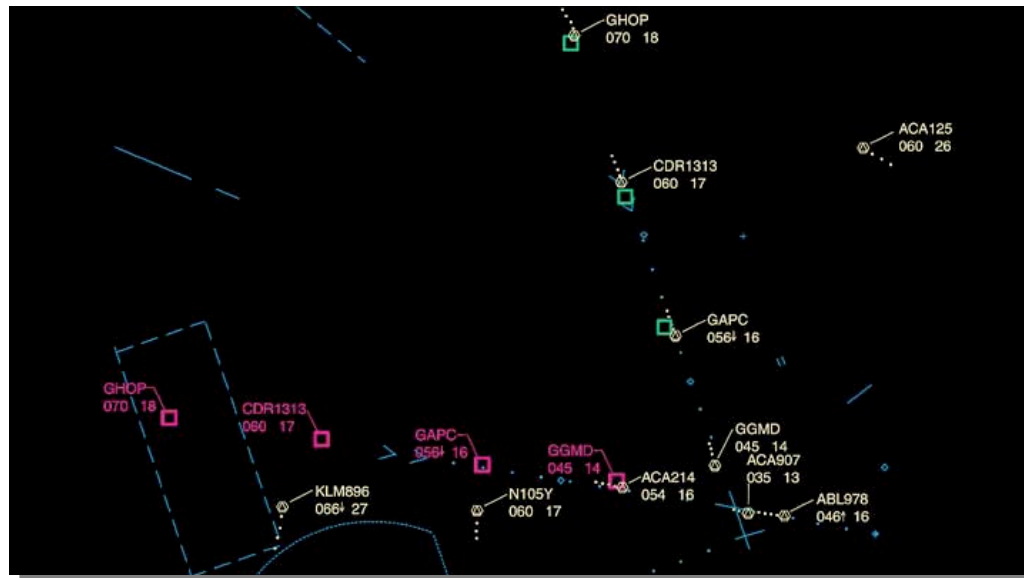 GHOP
070 18
ACA125
060 26
CDR1313
060 17
GAPC
056↓ 16
GHOP
070 18
CDR1313
060 17
GAPC
056↓ 16
GGMD
045 14
GGMD
045 14
ACA907
035 13
ACA214
054 16
KLM896
066↓ 27
N105Y
060 17
ABL978
046↑ 16